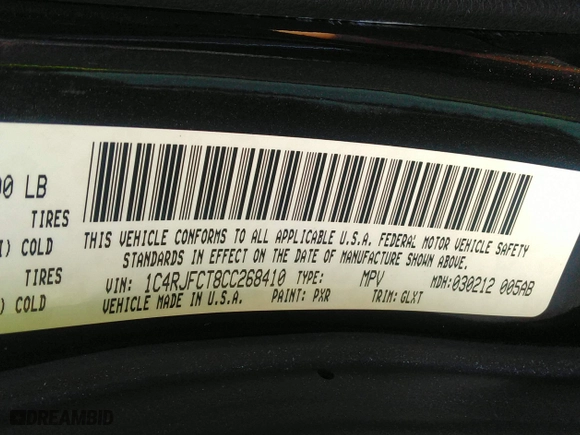 00 LB
TIRES
COLD
TIRES
COLD
THIS VEHICLE CONFORMS TO ALL APPLICABLE U.S.A. FEDERAL MOTOR VEHICLE SAFETY
STANDARDS IN EFFECT ON THE DATE OF MANUFACTURE SHOWN ABOVE.
VIN: 1C4RJFCT8CC268410 TYPE: MPV MDH:030212 005AB
VEHICLE MADE IN U.S.A. PAINT: PXR TRIM: GLXT
DREAMBID